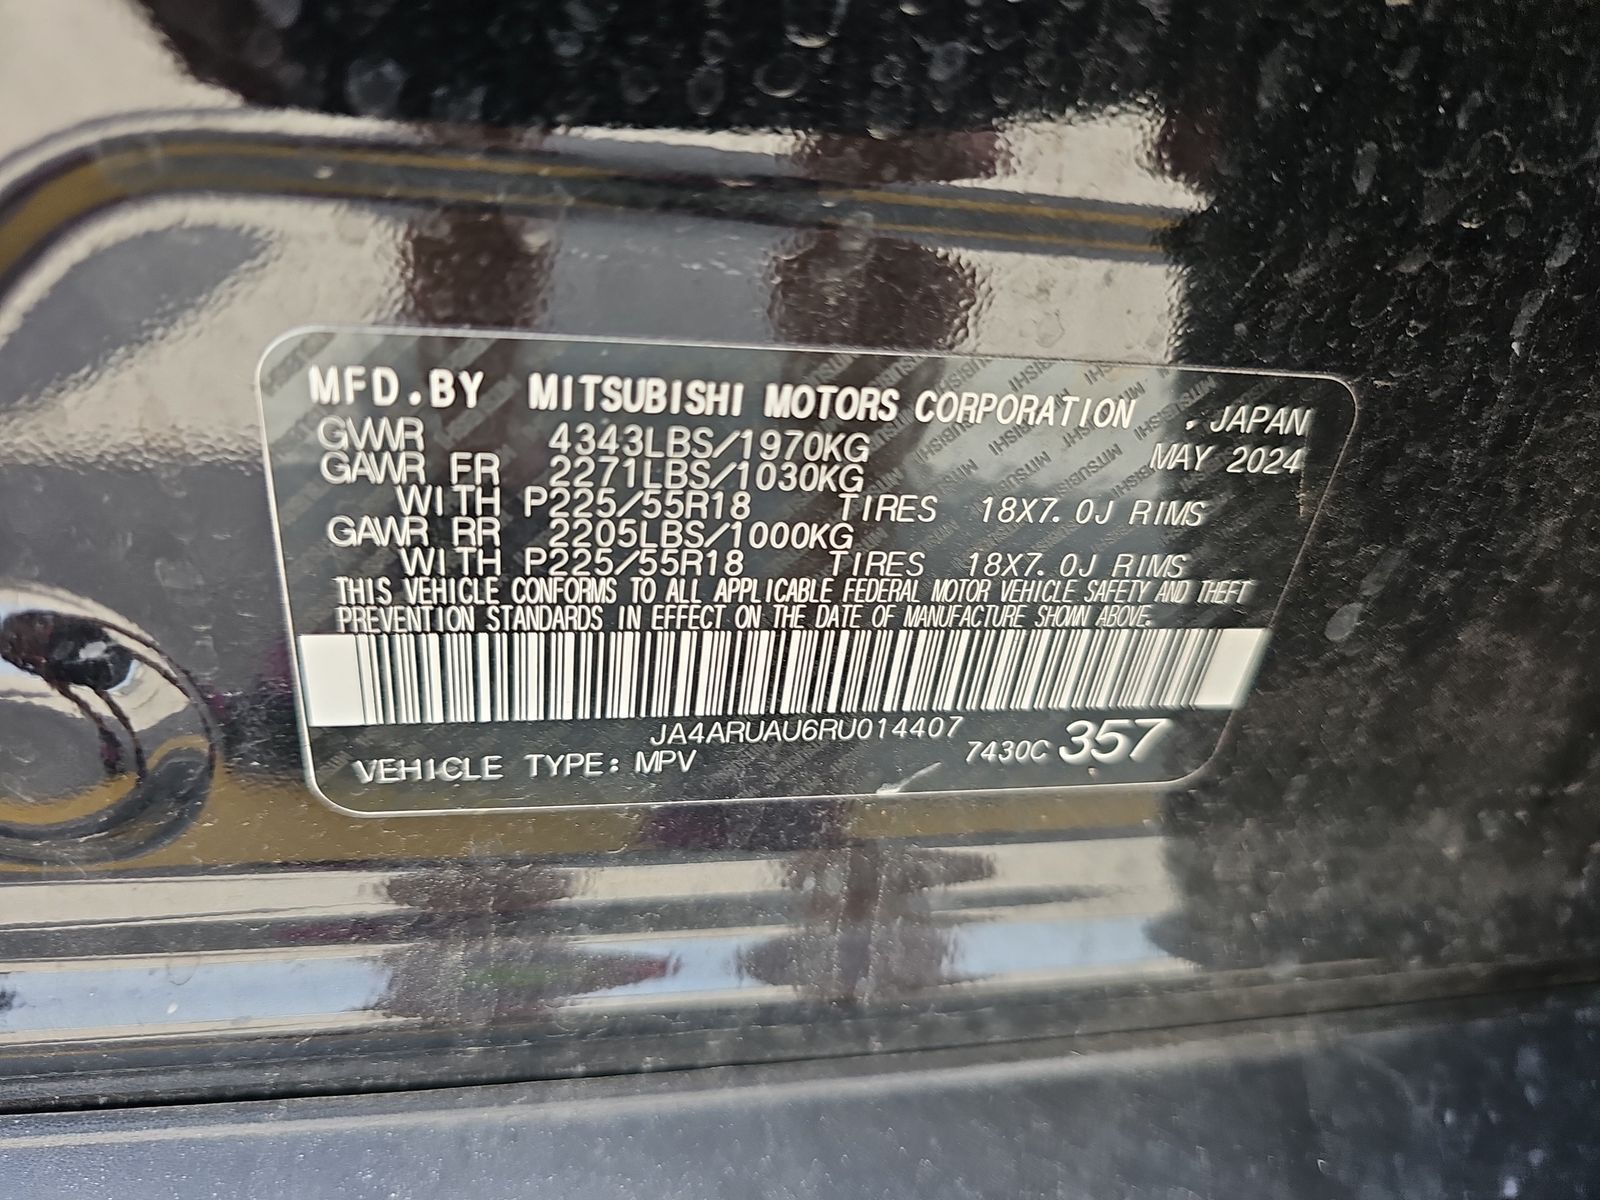 MFD.BY MITSUBISHI MOTORS CORPORATION , JAPAN
GVWR 4343LBS/1970KG MAY 2024
GAWR FR 2271LBS/1030KG
WITH P225/55R18 TIRES 18X7.0J RIMS
GAWR RR 2205LBS/1000KG
WITH P225/55R18 TIRES 18X7.0J RIMS
THIS VEHICLE CONFORMS TO ALL APPLICABLE FEDERAL MOTOR VEHICLE SAFETY AND THEFT
PREVENTION STANDARDS IN EFFECT ON THE DATE OF MANUFACTURE SHOWN ABOVE.
JA4ARUAU6RU014407
VEHICLE TYPE: MPV 7430C 357